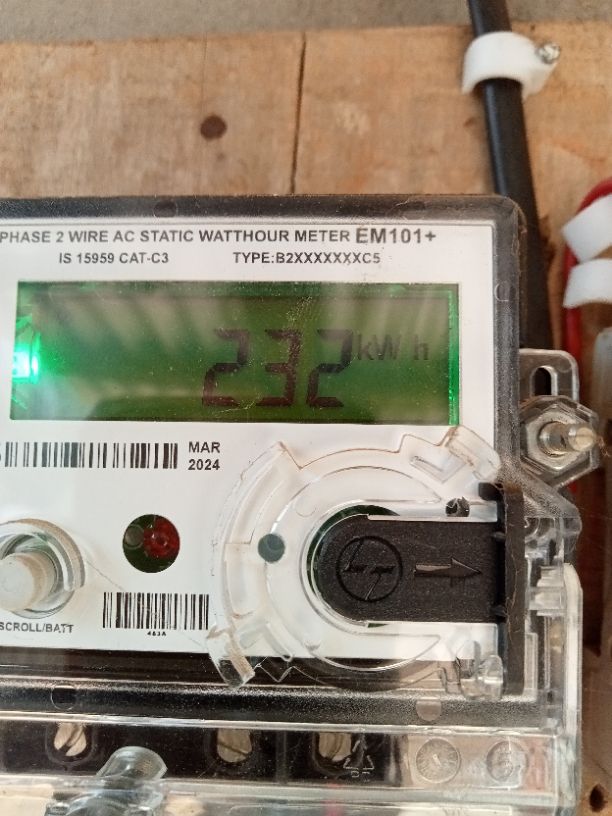 PHASE 2 WIRE AC STATIC WATTHOUR METER EM101+
IS 15959 CAT-C3 TYPE:B2XXXXXXXC5
232 kWh
MAR
2024
SCROLL/BATT